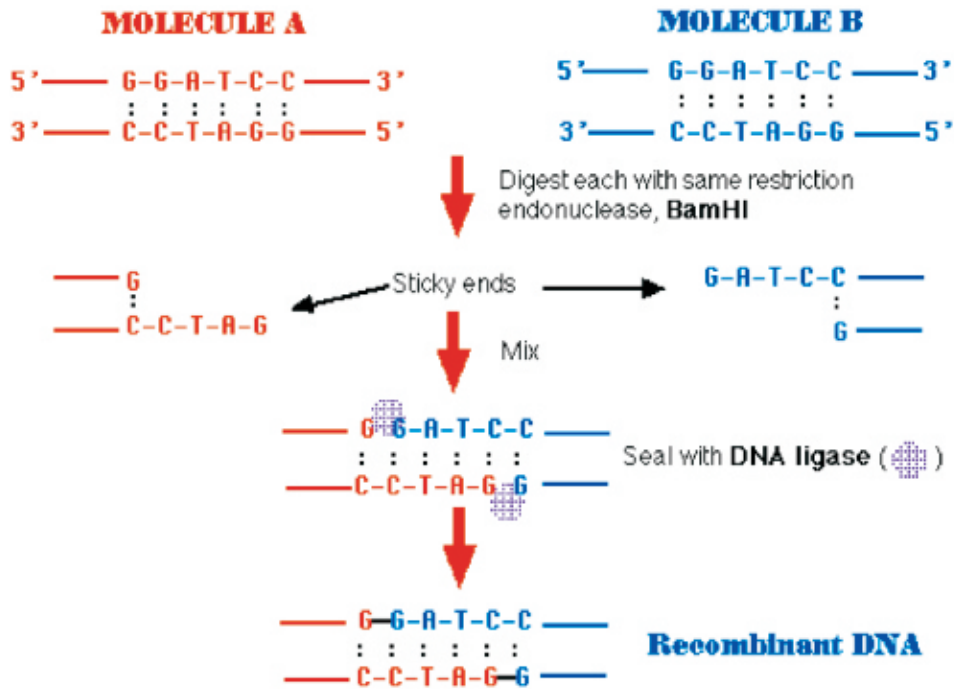 MOLECULE A
MOLECULE B
5’ G-G-A-T-C-C 3’
3’ C-C-T-A-G-G 5’
5’ G-G-A-T-C-C 3’
3’ C-C-T-A-G-G 5’
Digest each with same restriction
endonuclease, BamHI
G
C-C-T-A-G
Sticky ends
G-A-T-C-C
G
Mix
G G-A-T-C-C
C-C-T-A-G G
Seal with DNA ligase ( )
G-G-A-T-C-C
C-C-T-A-G-G
Recombinant DNA